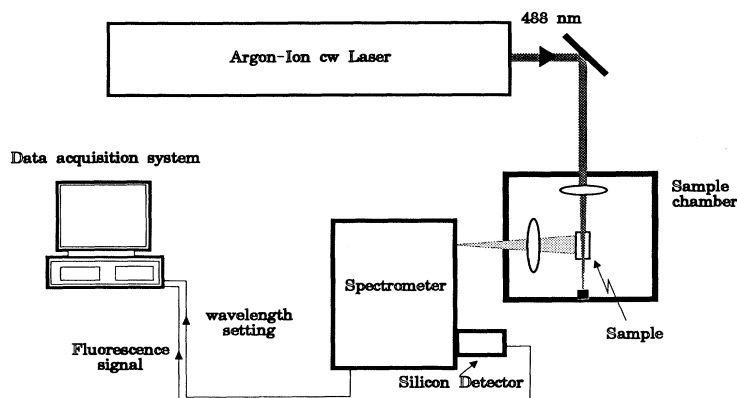 488 nm
Argon-Ion cw Laser
Data acquisition system
Sample
chamber
Spectrometer
wavelength
setting
Sample
Fluorescence
signal
Silicon Detector